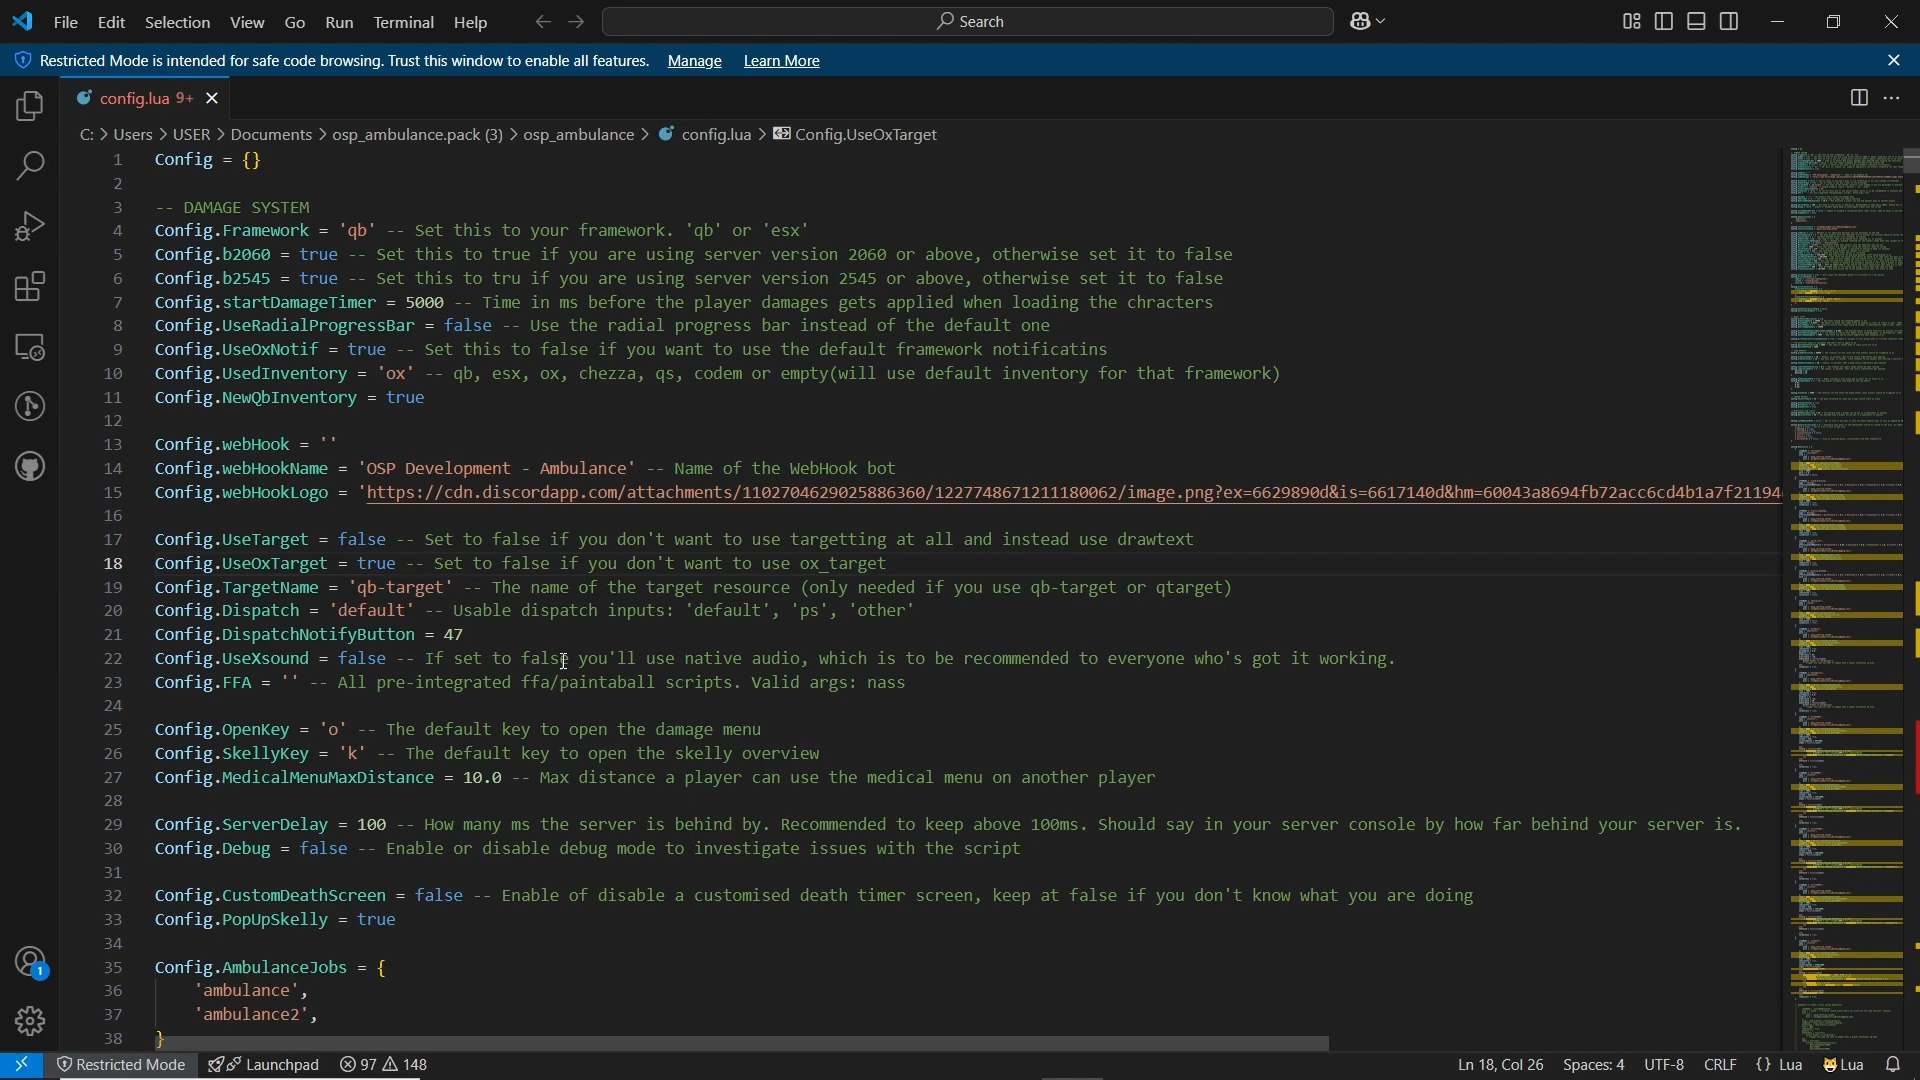 File Edit Selection View Go Run Terminal Help Search
Restricted Mode is intended for safe code browsing. Trust this window to enable all features. Manage Learn More
config.lua 9+
C: > Users > USER > Documents > osp_ambulance.pack (3) > osp_ambulance > config.lua > Config.UseOxTarget
1 Config = {}
2
3 -- DAMAGE SYSTEM
4 Config.Framework = 'qb' -- Set this to your framework. 'qb' or 'esx'
5 Config.b2060 = true -- Set this to true if you are using server version 2060 or above, otherwise set it to false
6 Config.b2545 = true -- Set this to tru if you are using server version 2545 or above, otherwise set it to false
7 Config.startDamageTimer = 5000 -- Time in ms before the player damages gets applied when loading the chracters
8 Config.UseRadialProgressBar = false -- Use the radial progress bar instead of the default one
9 Config.UseOxNotif = true -- Set this to false if you want to use the default framework notificatins
10 Config.UsedInventory = 'ox' -- qb, esx, ox, chezza, qs, codem or empty(will use default inventory for that framework)
11 Config.NewQbInventory = true
12
13 Config.webHook = ''
14 Config.webHookName = 'OSP Development - Ambulance' -- Name of the WebHook bot
15 Config.webHookLogo = 'https://cdn.discordapp.com/attachments/1102704629025886360/1227748671211180062/image.png?ex=6629890d&is=6617140d&hm=60043a8694fb72acc6cd4b1a7f21194
16
17 Config.UseTarget = false -- Set to false if you don't want to use targetting at all and instead use drawtext
18 Config.UseOxTarget = true -- Set to false if you don't want to use ox_target
19 Config.TargetName = 'qb-target' -- The name of the target resource (only needed if you use qb-target or qtarget)
20 Config.Dispatch = 'default' -- Usable dispatch inputs: 'default', 'ps', 'other'
21 Config.DispatchNotifyButton = 47
22 Config.UseXsound = false -- If set to false you'll use native audio, which is to be recommended to everyone who's got it working.
23 Config.FFA = '' -- All pre-integrated ffa/paintaball scripts. Valid args: nass
24
25 Config.OpenKey = 'o' -- The default key to open the damage menu
26 Config.SkellyKey = 'k' -- The default key to open the skelly overview
27 Config.MedicalMenuMaxDistance = 10.0 -- Max distance a player can use the medical menu on another player
28
29 Config.ServerDelay = 100 -- How many ms the server is behind by. Recommended to keep above 100ms. Should say in your server console by how far behind your server is.
30 Config.Debug = false -- Enable or disable debug mode to investigate issues with the script
31
32 Config.CustomDeathScreen = false -- Enable of disable a customised death timer screen, keep at false if you don't know what you are doing
33 Config.PopUpSkelly = true
34
35 Config.AmbulanceJobs = {
36 'ambulance',
37 'ambulance2',
38 }
1
Restricted Mode Launchpad 97 148 Ln 18, Col 26 Spaces: 4 UTF-8 CRLF {} Lua Lua